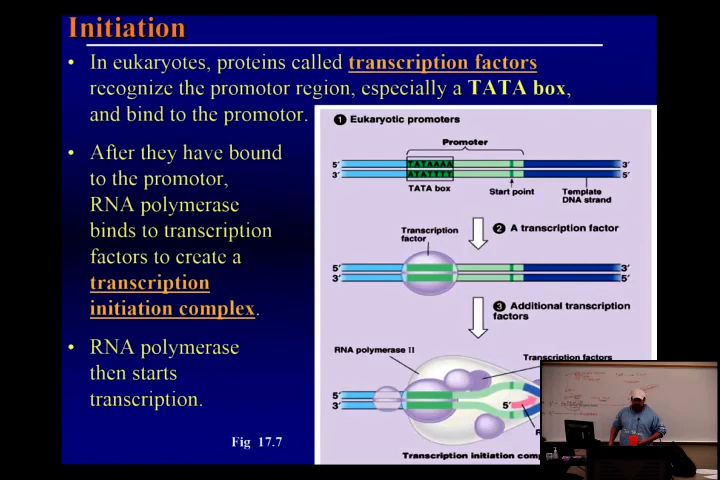 Initiation
• In eukaryotes, proteins called transcription factors
recognize the promotor region, especially a TATA box,
and bind to the promotor.
• After they have bound
to the promotor,
RNA polymerase
binds to transcription
factors to create a
transcription
initiation complex.
• RNA polymerase
then starts
transcription.
Fig 17.7
1 Eukaryotic promoters
Promoter
5′ 3′
TATAAAA
ATATTTT
3′ 5′
TATA box
Start point
Template
DNA strand
Transcription
factor
2 A transcription factor
5′ 3′
3′ 5′
3 Additional transcription
factors
RNA polymerase II
Transcription factors
5′
3′
5′
Transcription initiation comp